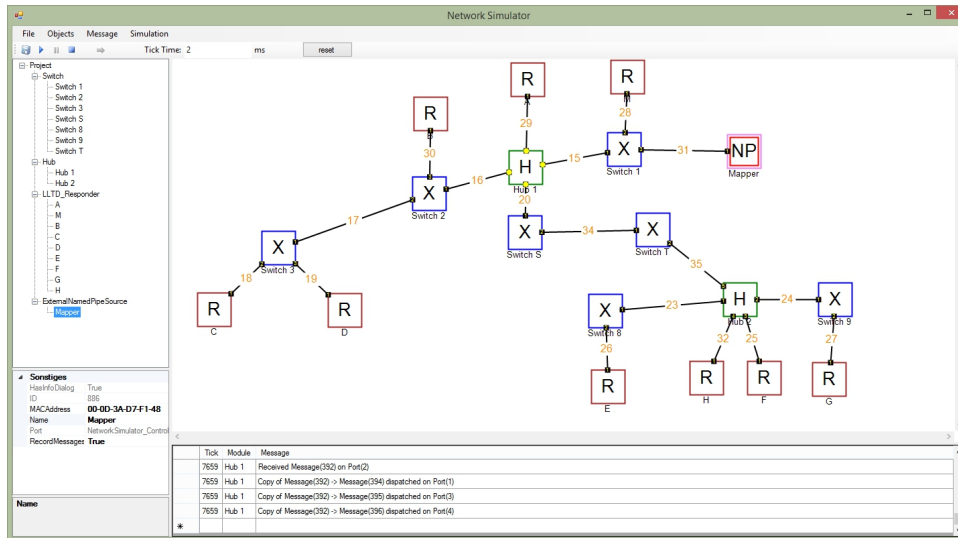 Network Simulator
File Objects Message Simulation
Tick Time: 2 ms reset
Project
Switch
Switch 1
Switch 2
Switch 3
Switch S
Switch 8
Switch 9
Switch T
Hub
Hub 1
Hub 2
LLTD_Responder
A
M
B
C
D
E
F
G
H
ExternalNamedPipeSource
Mapper
R
A
R
M
R
B
29
28
30
X
Switch 1
31
NP
Mapper
15
H
Hub 1
16
20
X
Switch 2
17
X
Switch S
34
X
Switch T
X
Switch 3
18
19
35
R
C
R
D
X
Switch 8
23
H
Hub 2
24
X
Switch 9
26
32
25
27
R
E
R
H
R
F
R
G
Sonstiges
HasInfoDialog True
ID 886
MACAddress 00-0D-3A-D7-F1-48
Name Mapper
Port NetworkSimulator_Control
RecordMessages True
Name
Tick Module Message
7659 Hub 1 Received Message(392) on Port(2)
7659 Hub 1 Copy of Message(392) -> Message(394) dispatched on Port(1)
7659 Hub 1 Copy of Message(392) -> Message(395) dispatched on Port(3)
7659 Hub 1 Copy of Message(392) -> Message(396) dispatched on Port(4)